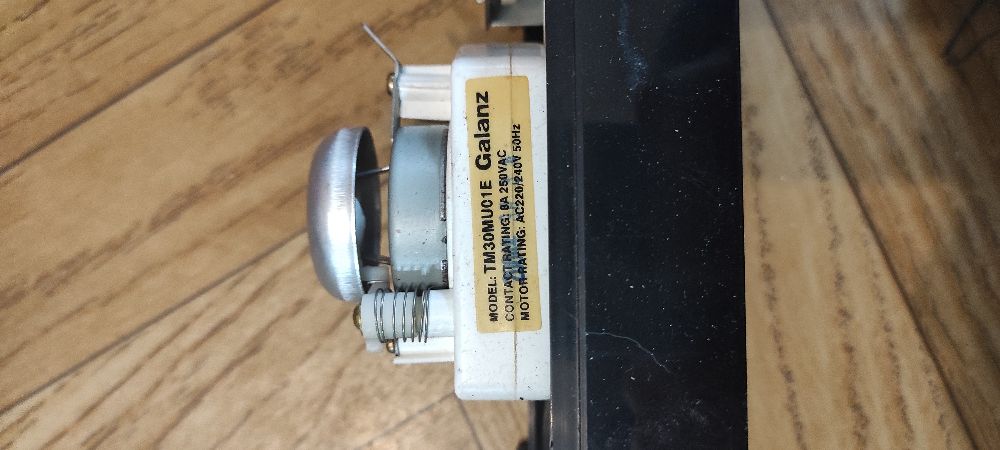 MODEL: TM30MU01E Galanz
CONTACT RATING: 8A 250VAC
MOTOR RATING: AC220/240V 50Hz